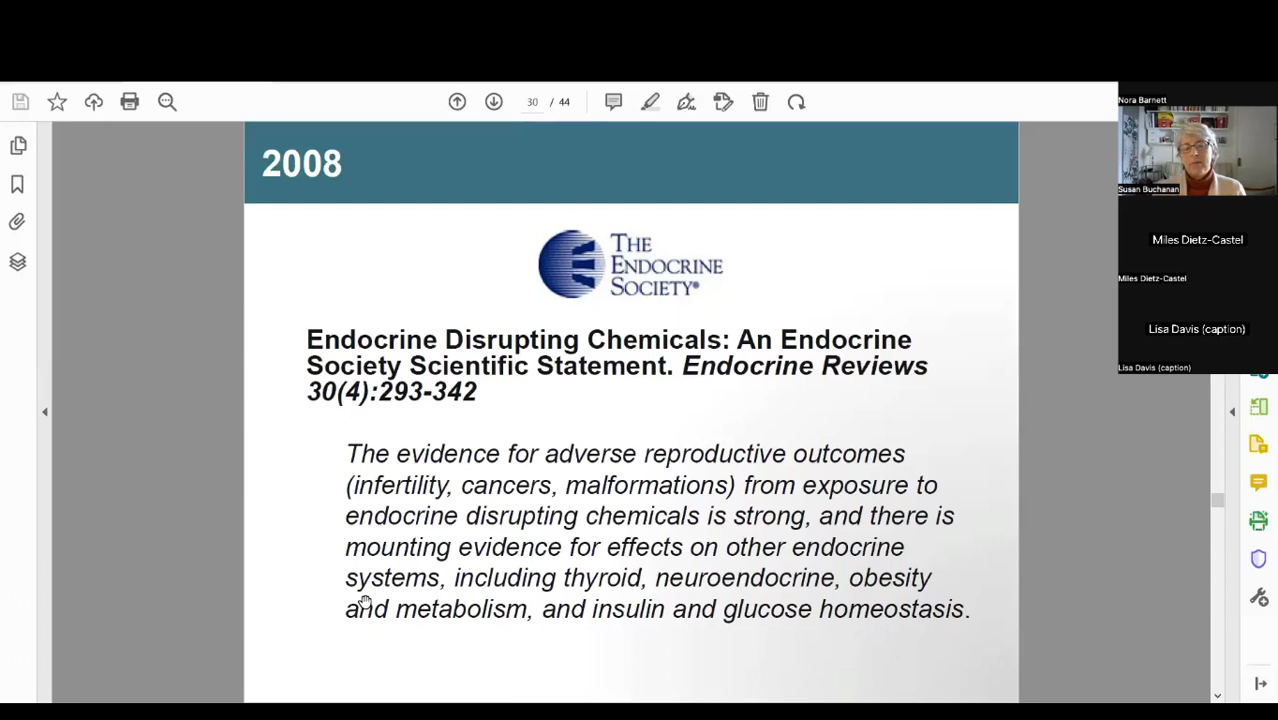 30 / 44
Nora Barnett
2008
Susan Buchanan
THE
ENDOCRINE
SOCIETY®
Miles Dietz-Castel
Miles Dietz-Castel
Lisa Davis (caption)
Lisa Davis (caption)
Endocrine Disrupting Chemicals: An Endocrine
Society Scientific Statement. Endocrine Reviews
30(4):293-342
The evidence for adverse reproductive outcomes
(infertility, cancers, malformations) from exposure to
endocrine disrupting chemicals is strong, and there is
mounting evidence for effects on other endocrine
systems, including thyroid, neuroendocrine, obesity
and metabolism, and insulin and glucose homeostasis.